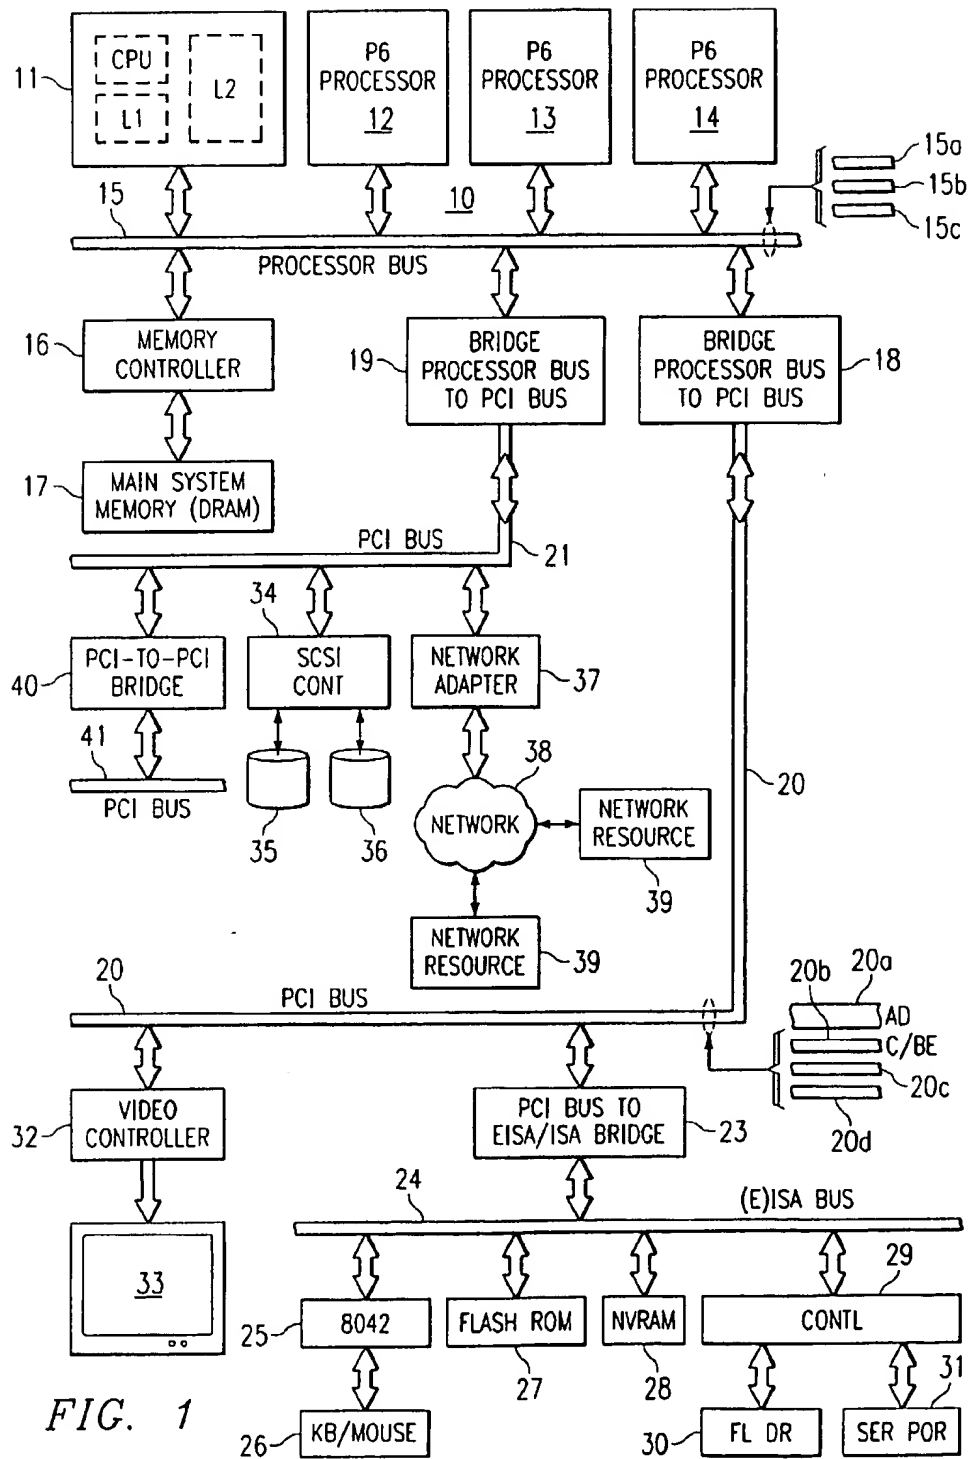 11
CPU
L1
L2
P6
PROCESSOR
12
P6
PROCESSOR
13
P6
PROCESSOR
14
15
10
15a
15b
15c
PROCESSOR BUS
16
MEMORY
CONTROLLER
19
BRIDGE
PROCESSOR BUS
TO PCI BUS
BRIDGE
PROCESSOR BUS
TO PCI BUS
18
17
MAIN SYSTEM
MEMORY (DRAM)
PCI BUS
21
34
40
PCI-TO-PCI
BRIDGE
SCSI
CONT
NETWORK
ADAPTER
37
41
PCI BUS
35
36
38
NETWORK
NETWORK
RESOURCE
39
20
NETWORK
RESOURCE
39
20
PCI BUS
20b
20a
AD
C/BE
20c
20d
32
VIDEO
CONTROLLER
PCI BUS TO
EISA/ISA BRIDGE
23
24
(E)ISA BUS
33
25
8042
FLASH ROM
27
NVRAM
28
29
CONTL
26
KB/MOUSE
30
FL DR
31
SER POR
FIG. 1